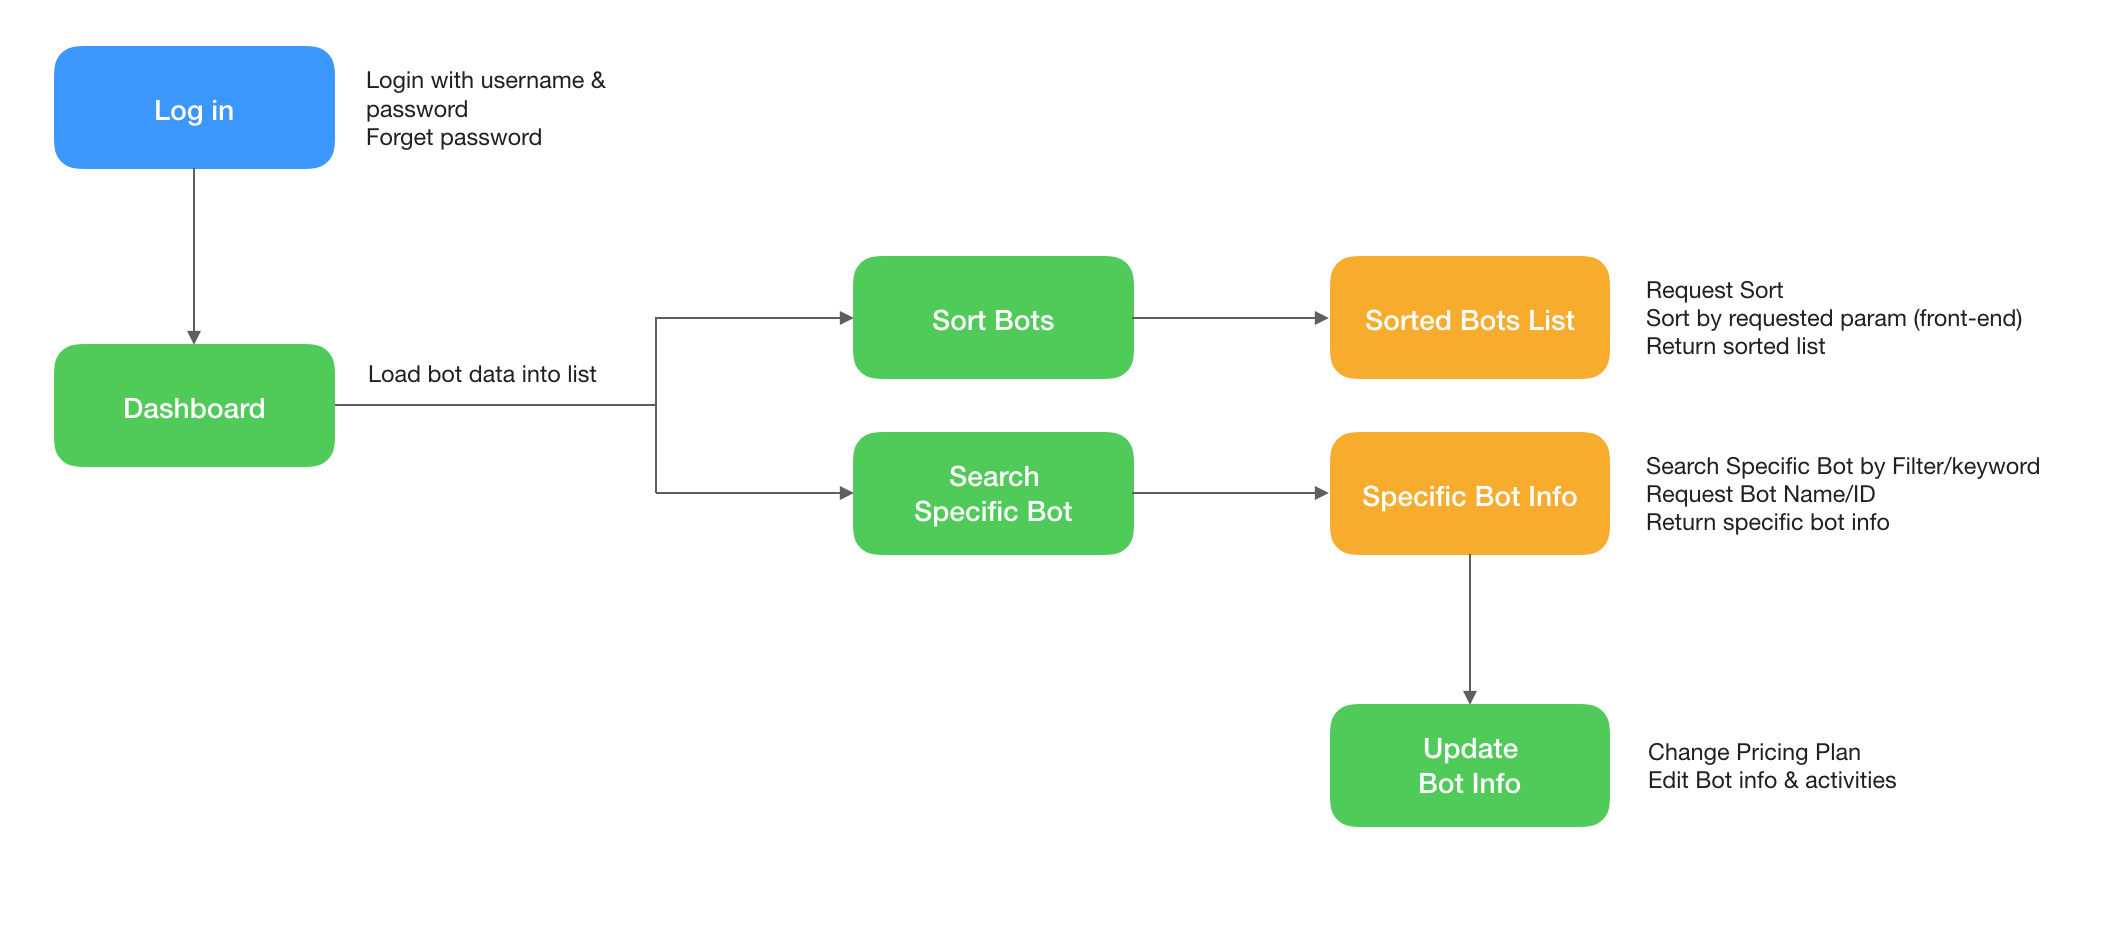 Log in
Login with username &
password
Forget password
Dashboard
Load bot data into list
Sort Bots
Sorted Bots List
Request Sort
Sort by requested param (front-end)
Return sorted list
Search
Specific Bot
Specific Bot Info
Search Specific Bot by Filter/keyword
Request Bot Name/ID
Return specific bot info
Update
Bot Info
Change Pricing Plan
Edit Bot info & activities